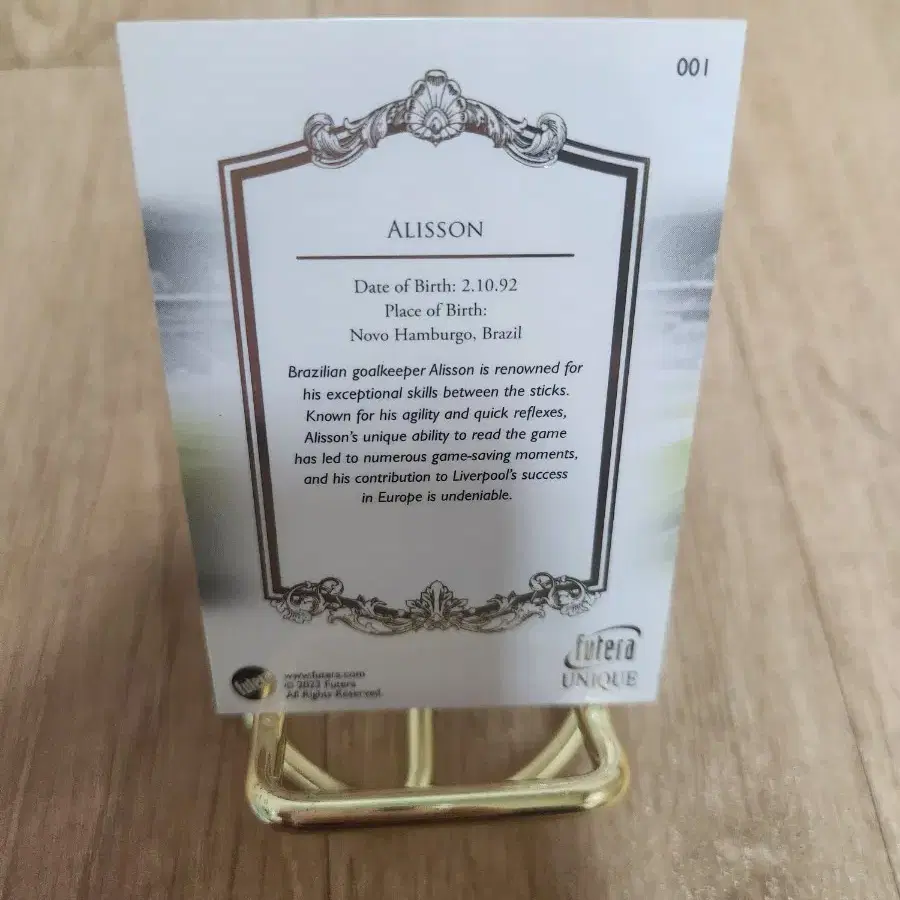 001
ALISSON
Date of Birth: 2.10.92
Place of Birth:
Novo Hamburgo, Brazil
Brazilian goalkeeper Alisson is renowned for
his exceptional skills between the sticks.
Known for his agility and quick reflexes,
Alisson's unique ability to read the game
has led to numerous game-saving moments,
and his contribution to Liverpool's success
in Europe is undeniable.
futera
UNIQUE
futera
www.futera.com
© 2023 Futera
All Rights Reserved.